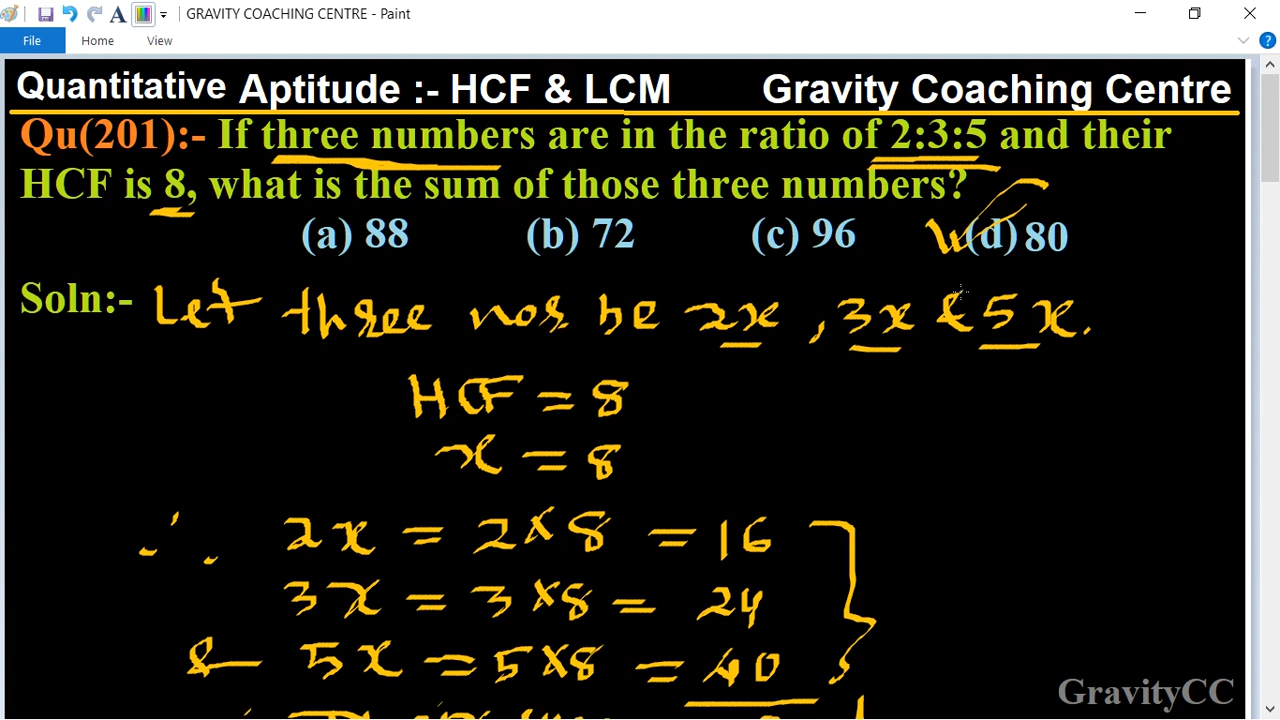 GRAVITY COACHING CENTRE - Paint
File Home View
Quantitative Aptitude :- HCF & LCM Gravity Coaching Centre
Qu(201):- If three numbers are in the ratio of 2:3:5 and their
HCF is 8, what is the sum of those three numbers?
(a) 88 (b) 72 (c) 96 (d) 80
Soln:- Let three nos be 2x, 3x & 5x.
HCF = 8
x = 8
∴ 2x = 2×8 = 16
3x = 3×8 = 24
& 5x = 5×8 = 40
GravityCC